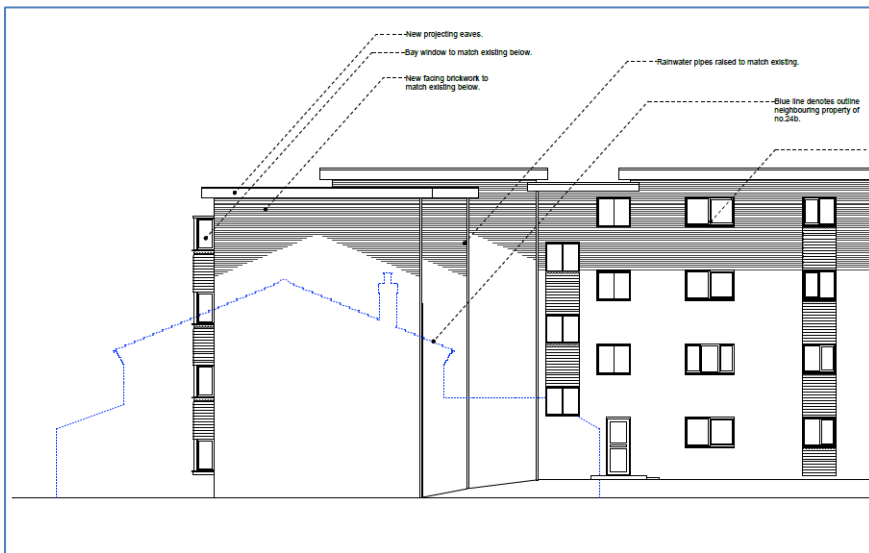 New projecting eaves.
Bay window to match existing below.
New facing brickwork to
match existing below.
Rainwater pipes raised to match existing.
Blue line denotes outline
neighbouring property of
no.24b.